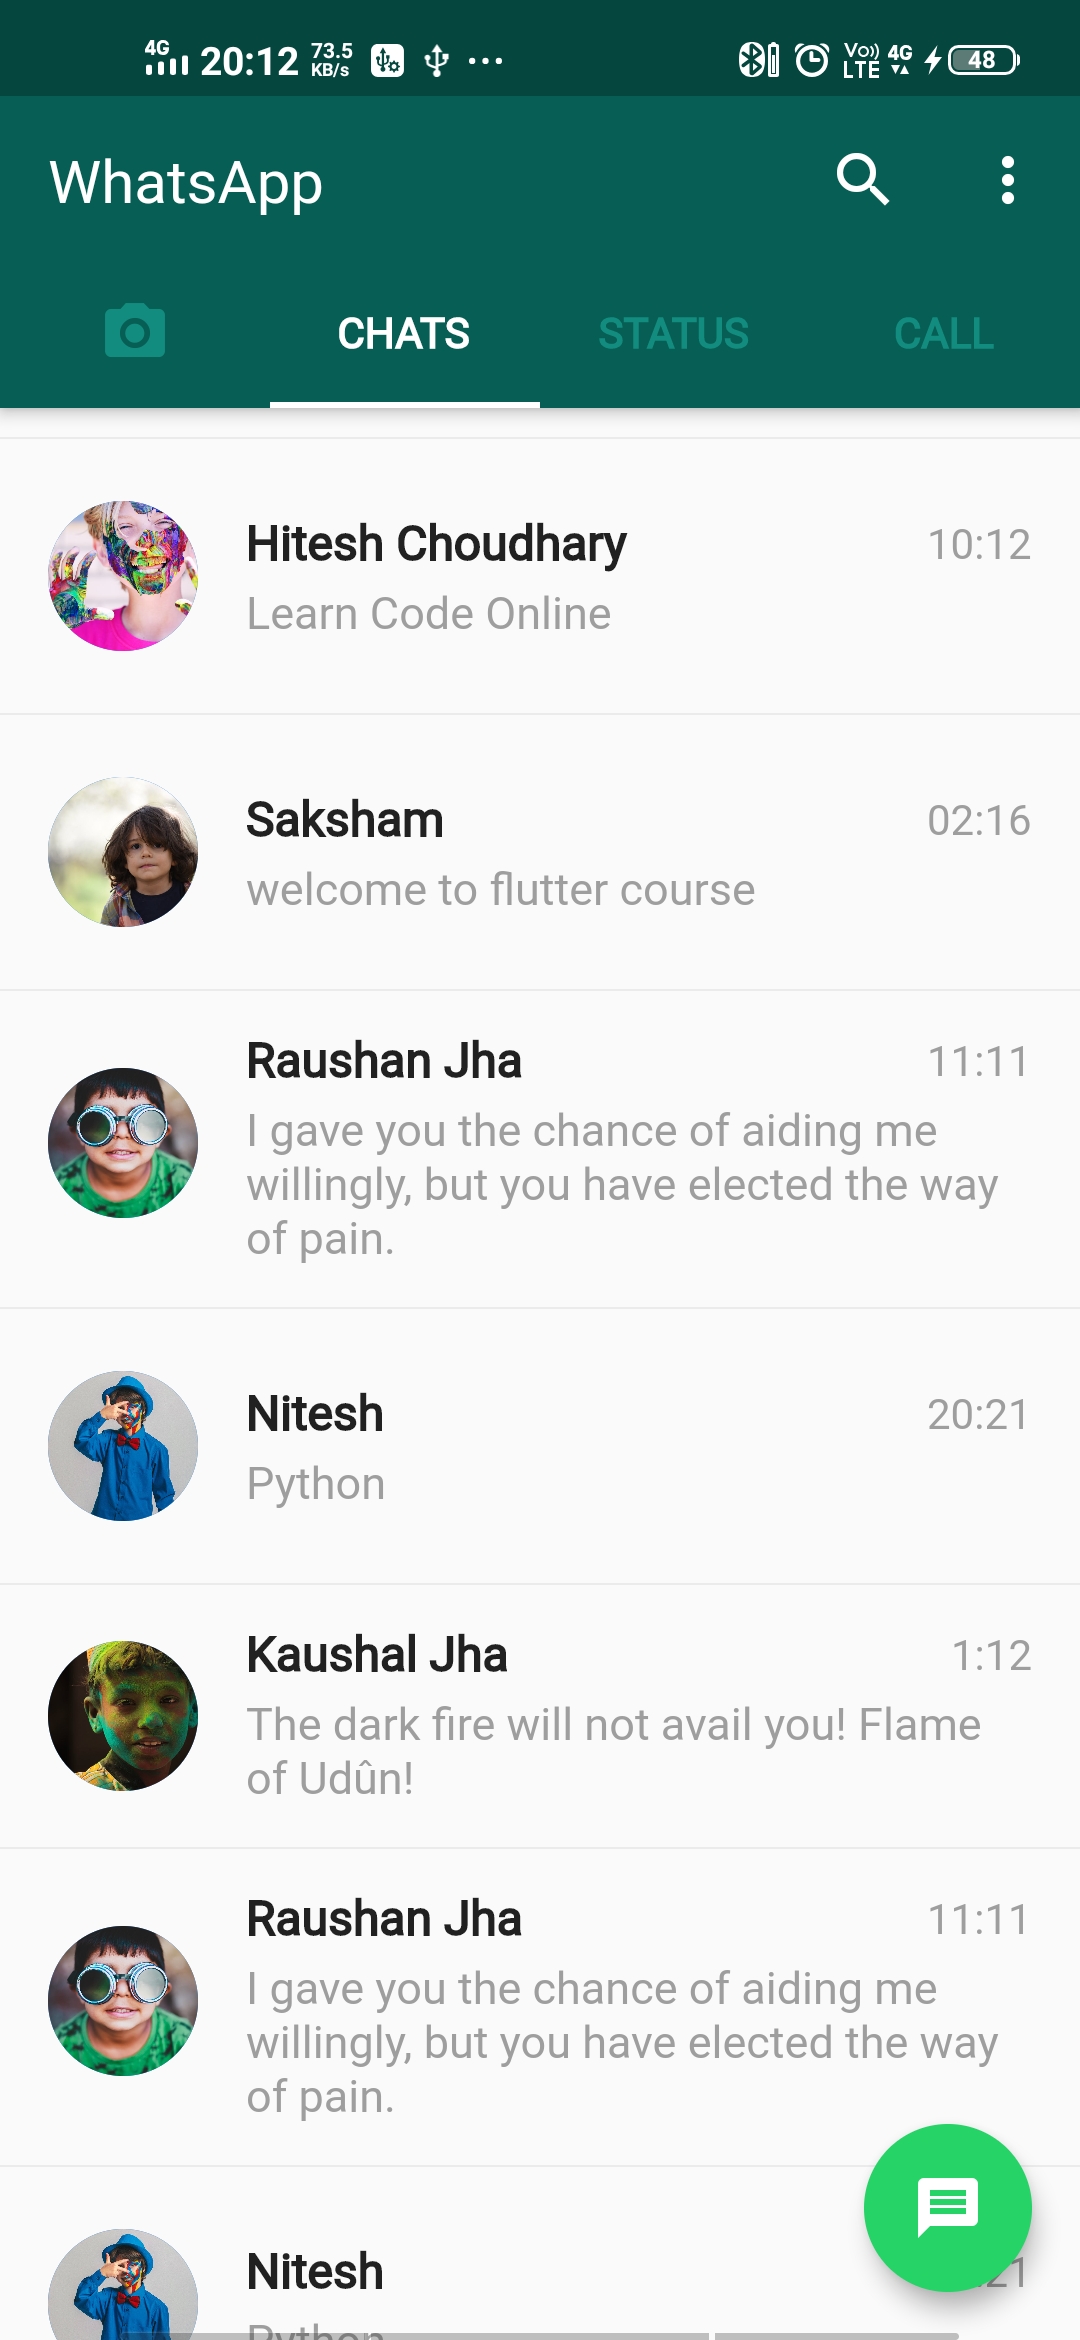 4G 20:12 73.5 KB/s Vo)) LTE 4G 48
WhatsApp
CHATS STATUS CALL
Hitesh Choudhary 10:12
Learn Code Online
Saksham 02:16
welcome to flutter course
Raushan Jha 11:11
I gave you the chance of aiding me
willingly, but you have elected the way
of pain.
Nitesh 20:21
Python
Kaushal Jha 1:12
The dark fire will not avail you! Flame
of Udûn!
Raushan Jha 11:11
I gave you the chance of aiding me
willingly, but you have elected the way
of pain.
Nitesh 21
Python